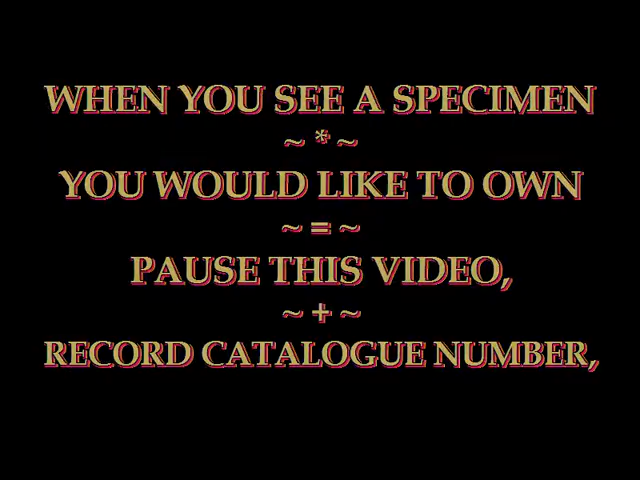 WHEN YOU SEE A SPECIMEN
~ * ~
YOU WOULD LIKE TO OWN
~ = ~
PAUSE THIS VIDEO,
~ + ~
RECORD CATALOGUE NUMBER,